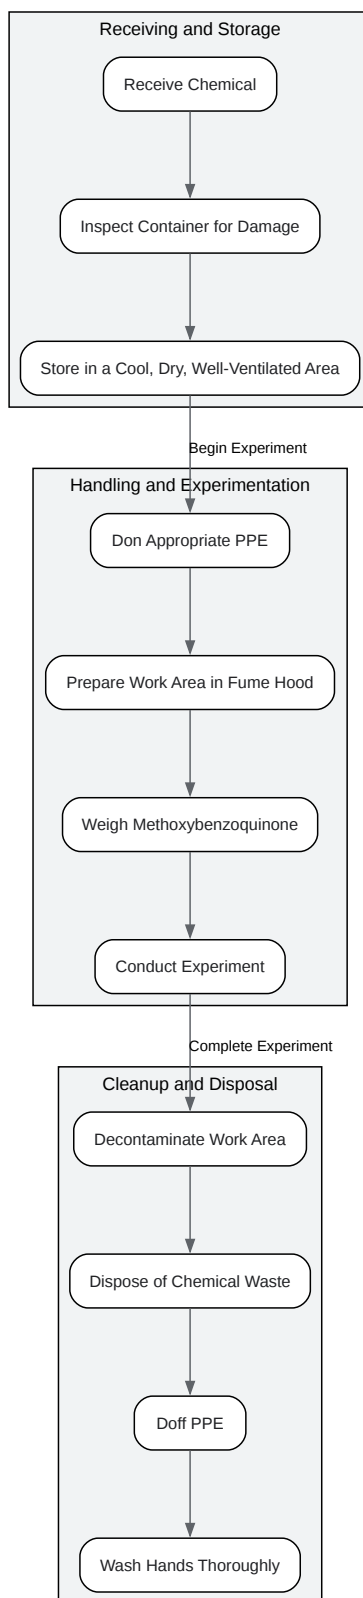 Receiving and Storage
Receive Chemical
Inspect Container for Damage
Store in a Cool, Dry, Well-Ventilated Area
Begin Experiment
Handling and Experimentation
Don Appropriate PPE
Prepare Work Area in Fume Hood
Weigh Methoxybenzoquinone
Conduct Experiment
Complete Experiment
Cleanup and Disposal
Decontaminate Work Area
Dispose of Chemical Waste
Doff PPE
Wash Hands Thoroughly